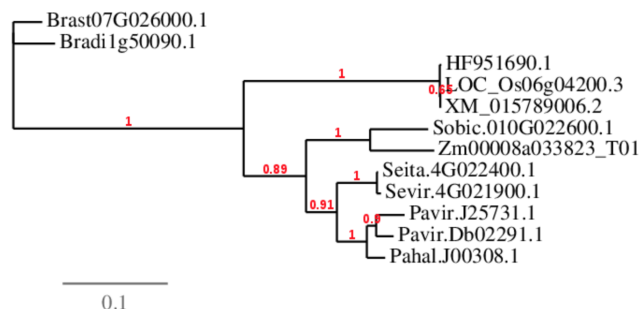 Brast07G026000.1
Bradi1g50090.1
HF951690.1
1
LOC_Os06g04200.3
XM_015789006.2
1
Sobic.010G022600.1
1
Zm00008a033823_T01
0.89
Seita.4G022400.1
1
Sevir.4G021900.1
0.91
Pavir.J25731.1
Pavir.Db02291.1
1
Pahal.J00308.1
0.1